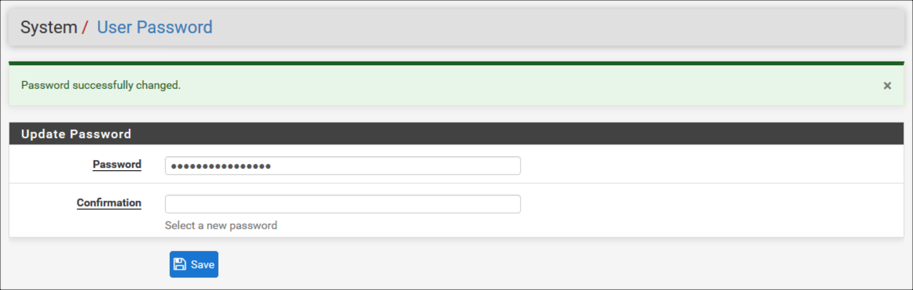 System / User Password
Password successfully changed. ×
Update Password
Password ••••••••••••••••
Confirmation
Select a new password
Save